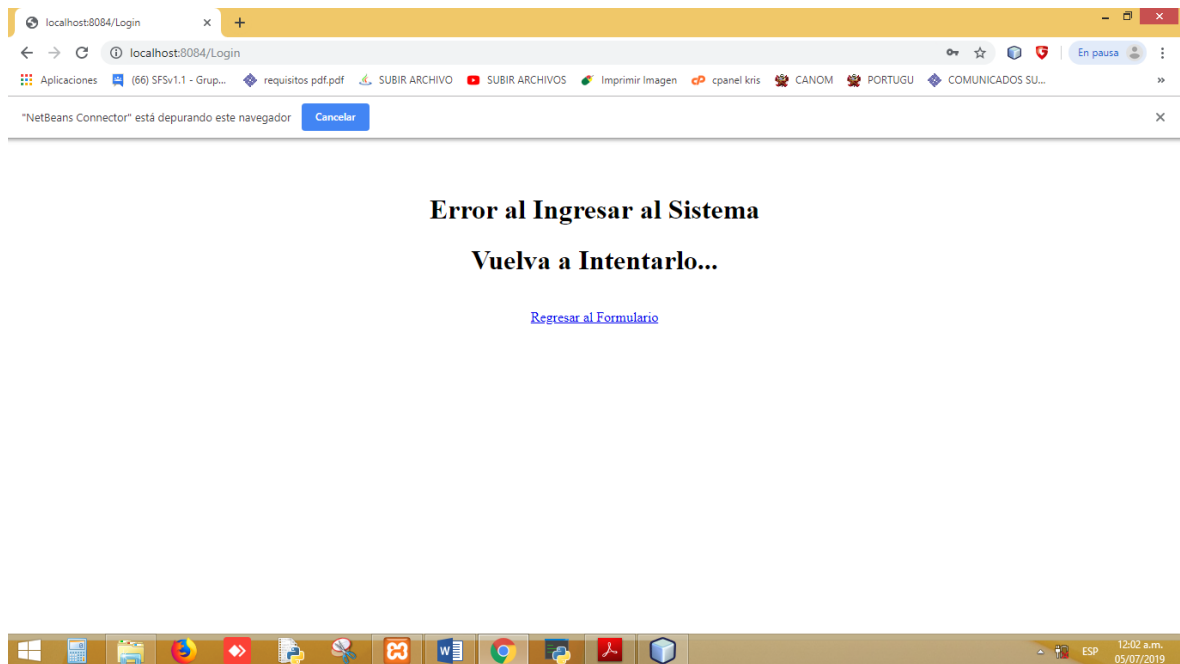 localhost:8084/Login
localhost:8084/Login
En pausa
Aplicaciones
(66) SFSv1.1 - Grup...
requisitos pdf.pdf
SUBIR ARCHIVO
SUBIR ARCHIVOS
Imprimir Imagen
cpanel kris
CANOM
PORTUGU
COMUNICADOS SU...
"NetBeans Connector" está depurando este navegador
Cancelar
Error al Ingresar al Sistema
Vuelva a Intentarlo...
Regresar al Formulario
ESP
12:02 a.m.
05/07/2019